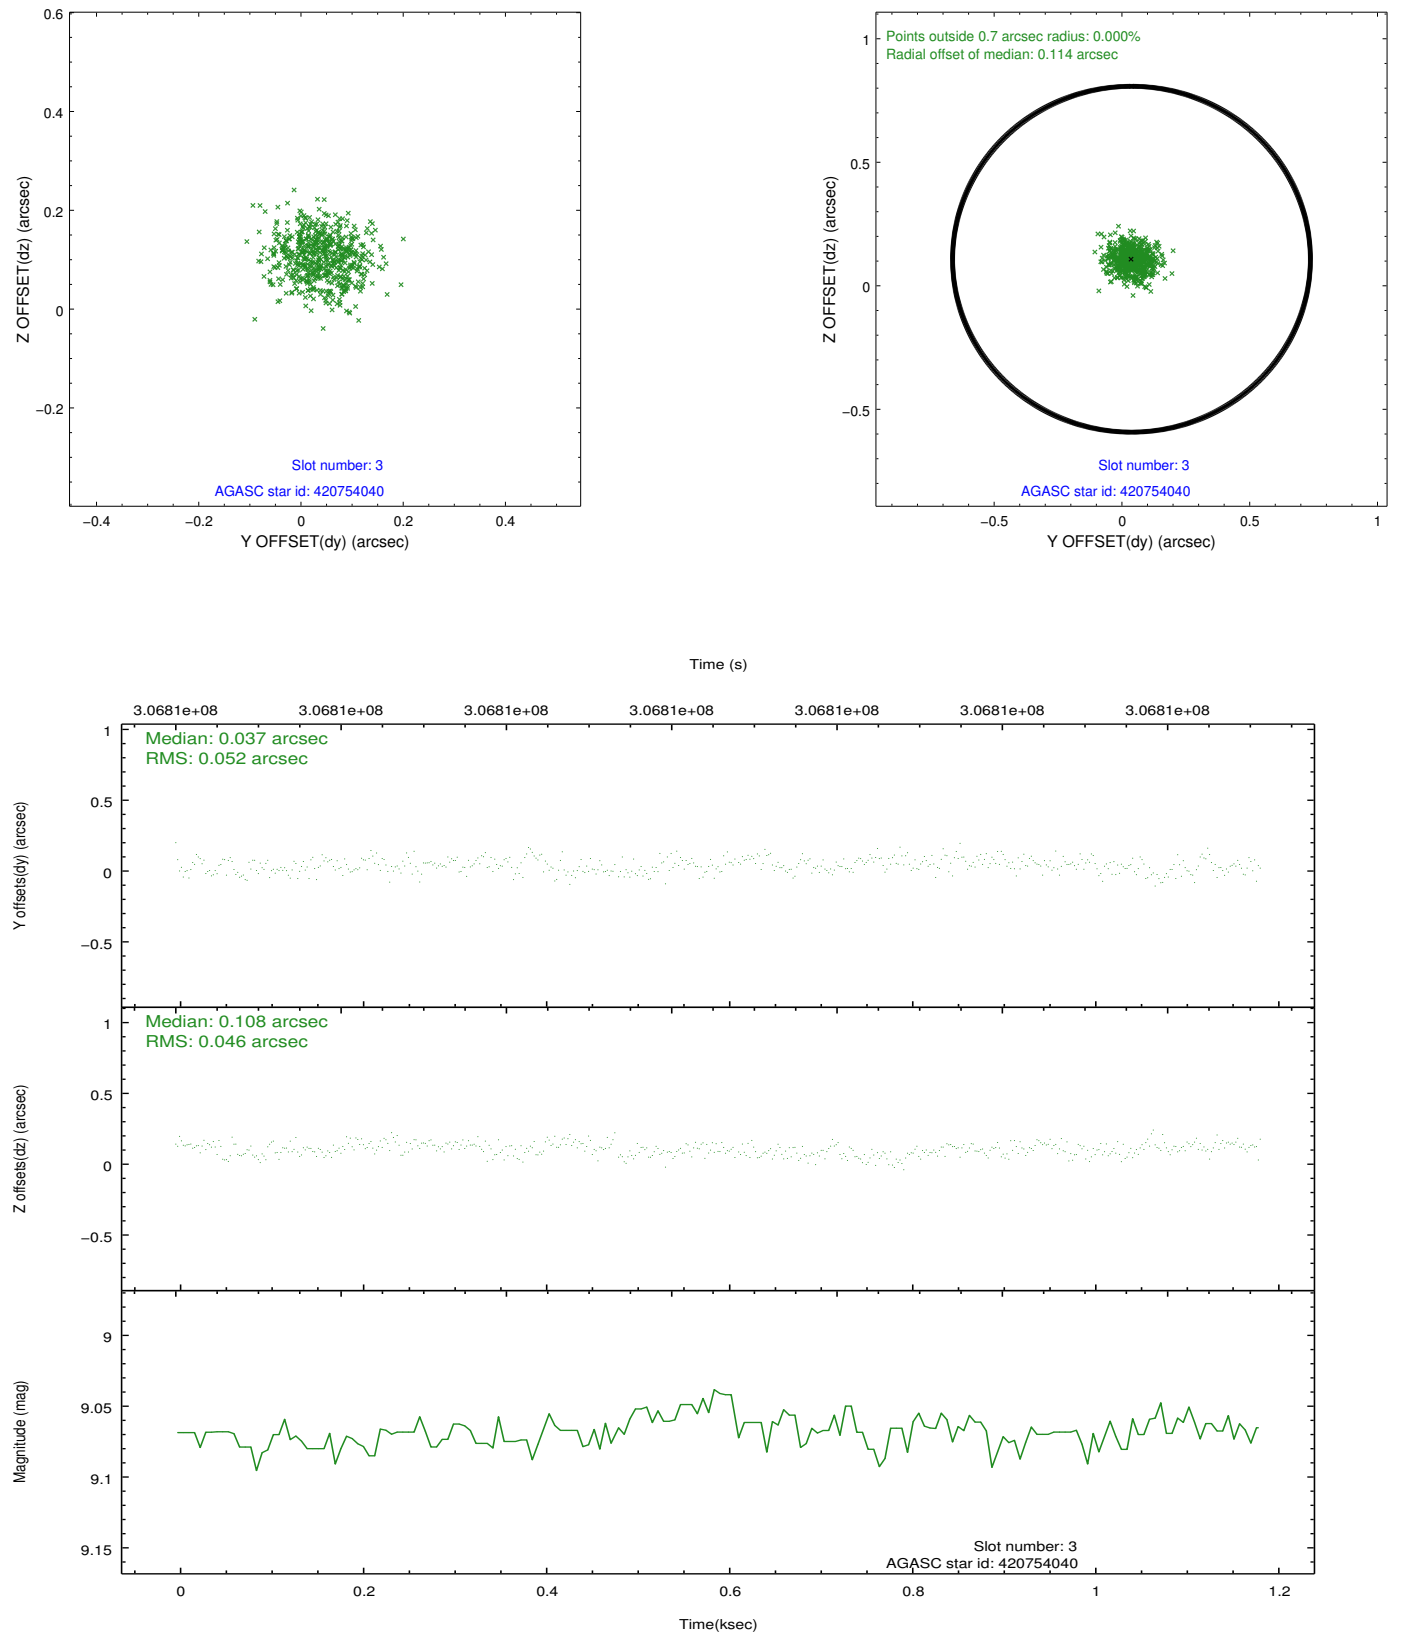 0.6
0.4
0.2
0
−0.2
Z OFFSET(dz) (arcsec)
Slot number: 3
AGASC star id: 420754040
−0.4 −0.2 0 0.2 0.4
Y OFFSET(dy) (arcsec)
Points outside 0.7 arcsec radius: 0.000%
Radial offset of median: 0.114 arcsec
1
0.5
0
−0.5
Z OFFSET(dz) (arcsec)
Slot number: 3
AGASC star id: 420754040
−0.5 0 0.5 1
Y OFFSET(dy) (arcsec)
Time (s)
3.0681e+08 3.0681e+08 3.0681e+08 3.0681e+08 3.0681e+08 3.0681e+08 3.0681e+08
Median: 0.037 arcsec
RMS: 0.052 arcsec
1
0.5
0
−0.5
Y offsets(dy) (arcsec)
Median: 0.108 arcsec
RMS: 0.046 arcsec
1
0.5
0
−0.5
Z offsets(dz) (arcsec)
9
9.05
9.1
9.15
Magnitude (mag)
Slot number: 3
AGASC star id: 420754040
0 0.2 0.4 0.6 0.8 1 1.2
Time(ksec)